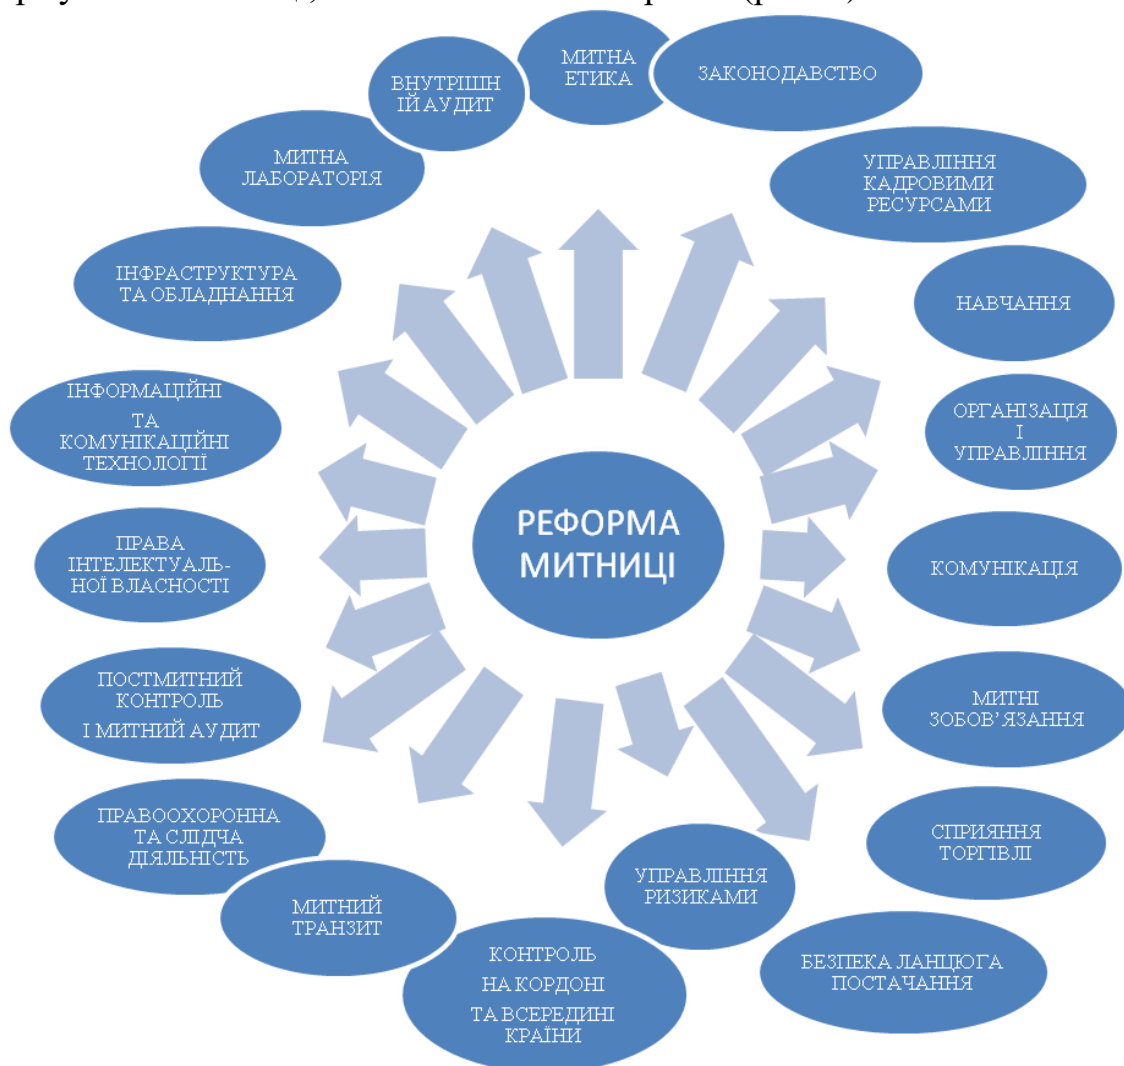 МИТНА
ЕТИКА
ЗАКОНОДАВСТВО
УПРАВЛІННЯ
КАДРОВИМИ
РЕСУРСАМИ
НАВЧАННЯ
ОРГАНІЗАЦІЯ
І
УПРАВЛІННЯ
КОМУНІКАЦІЯ
МИТНІ
ЗОБОВ’ЯЗАННЯ
СПРИЯННЯ
ТОРГІВЛІ
БЕЗПЕКА ЛАНЦЮГА
ПОСТАЧАННЯ
УПРАВЛІННЯ
РИЗИКАМИ
КОНТРОЛЬ
НА КОРДОНІ
ТА ВСЕРЕДИНІ
КРАЇНИ
МИТНИЙ
ТРАНЗИТ
ПРАВООХОРОННА
ТА СЛІДЧА
ДІЯЛЬНІСТЬ
ПОСТМИТНИЙ
КОНТРОЛЬ
І МИТНИЙ АУДИТ
ПРАВА
ІНТЕЛЕКТУАЛЬ-
НОЇ ВЛАСНОСТІ
ІНФОРМАЦІЙНІ
ТА
КОМУНІКАЦІЙНІ
ТЕХНОЛОГІЇ
ІНФРАСТРУКТУРА
ТА ОБЛАДНАННЯ
МИТНА
ЛАБОРАТОРІЯ
ВНУТРІШН
ІЙ АУДИТ
РЕФОРМА
МИТНИЦІ